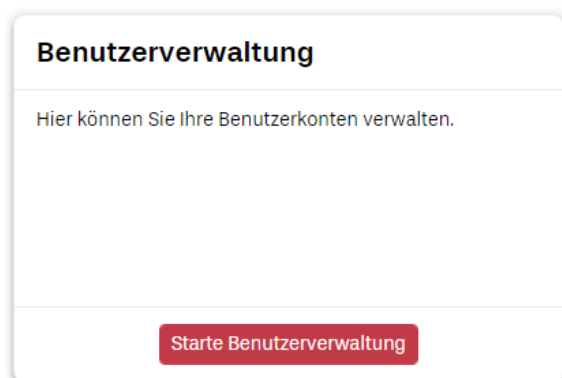 Benutzerverwaltung
Hier können Sie Ihre Benutzerkonten verwalten.
Starte Benutzerverwaltung